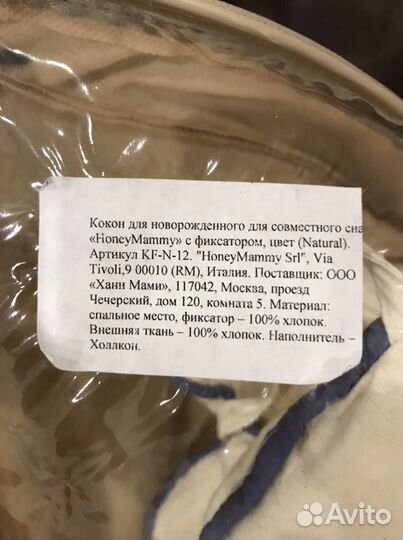 Кокон для новорожденного для совместного сна
«HoneyMammy» с фиксатором, цвет (Natural).
Артикул KF-N-12. "HoneyMammy Srl", Via
Tivoli,9 00010 (RM), Италия. Поставщик: ООО
«Хани Мами», 117042, Москва, проезд
Чечерский, дом 120, комната 5. Материал:
спальное место, фиксатор – 100% хлопок.
Внешняя ткань – 100% хлопок. Наполнитель –
Холлкон.
Avito